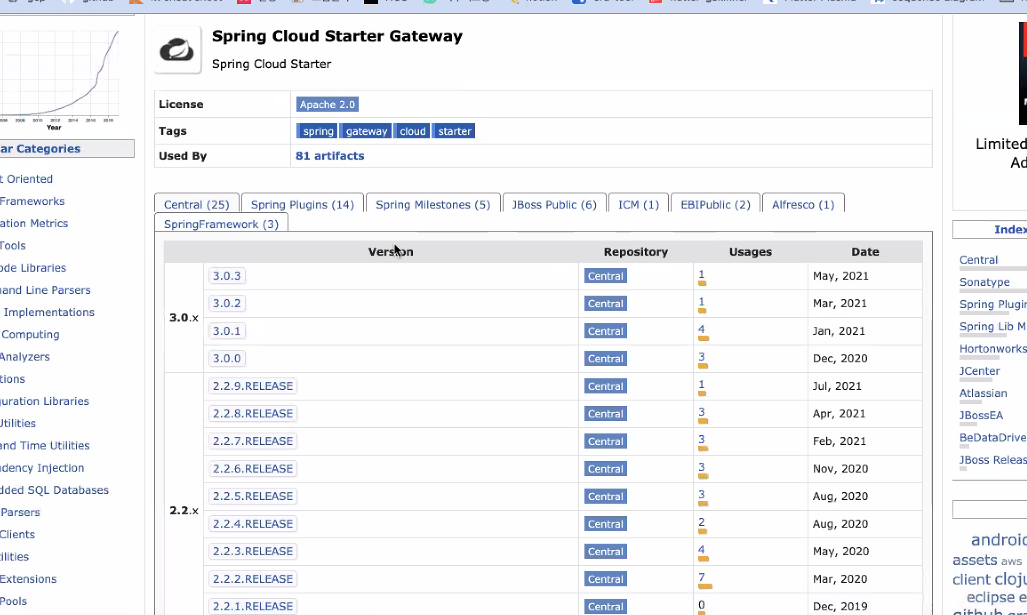 Spring Cloud Starter Gateway
Spring Cloud Starter
License Apache 2.0
Tags spring gateway cloud starter
Used By 81 artifacts
Year
ar Categories
t Oriented
Frameworks
ation Metrics
Tools
ode Libraries
and Line Parsers
Implementations
Computing
Analyzers
tions
guration Libraries
Utilities
and Time Utilities
dency Injection
dded SQL Databases
Parsers
Clients
tilities
Extensions
Pools
Central (25) Spring Plugins (14) Spring Milestones (5) JBoss Public (6) ICM (1) EBIPublic (2) Alfresco (1)
SpringFramework (3)
Version Repository Usages Date
3.0.x
3.0.3 Central 1 May, 2021
3.0.2 Central 1 Mar, 2021
3.0.1 Central 4 Jan, 2021
3.0.0 Central 3 Dec, 2020
2.2.x
2.2.9.RELEASE Central 1 Jul, 2021
2.2.8.RELEASE Central 3 Apr, 2021
2.2.7.RELEASE Central 3 Feb, 2021
2.2.6.RELEASE Central 3 Nov, 2020
2.2.5.RELEASE Central 3 Aug, 2020
2.2.4.RELEASE Central 2 Aug, 2020
2.2.3.RELEASE Central 4 May, 2020
2.2.2.RELEASE Central 7 Mar, 2020
2.2.1.RELEASE Central 0 Dec, 2019
Limited
Ad
Index
Central
Sonatype
Spring Plugin
Spring Lib M
Hortonworks
JCenter
Atlassian
JBossEA
BeDataDrive
JBoss Releas
android
assets aws
client cloju
eclipse e